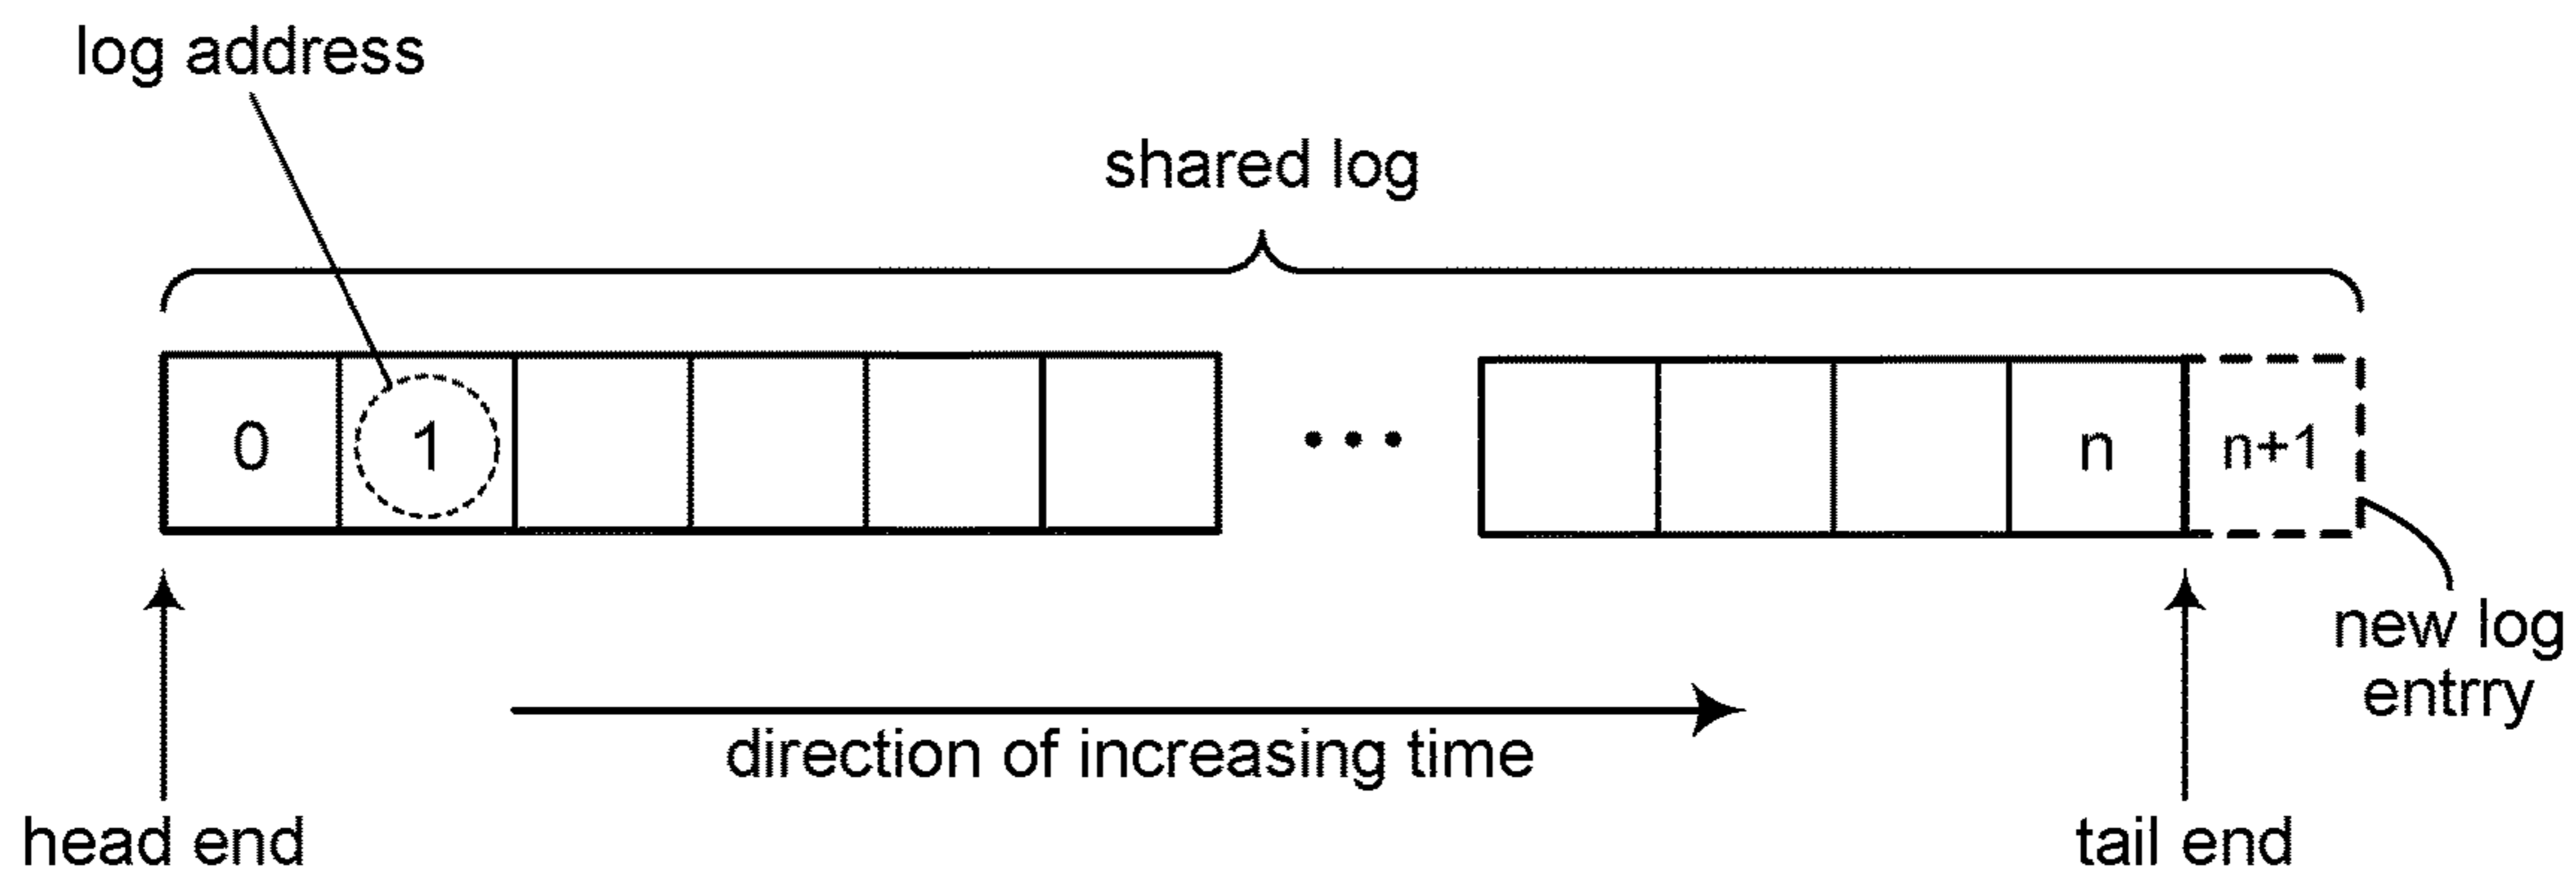 log address
shared log
0
1
n
n+1
new log
entrry
direction of increasing time
head end
tail end